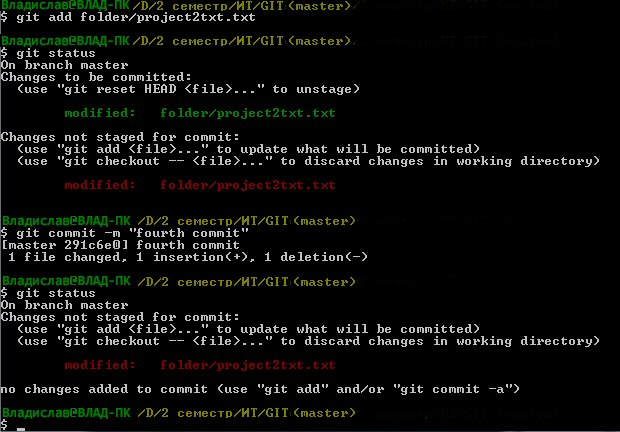 Владислав@ВЛАД-ПК /D/2 семестр/ИТ/GIT (master)
$ git add folder/project2txt.txt
Владислав@ВЛАД-ПК /D/2 семестр/ИТ/GIT (master)
$ git status
On branch master
Changes to be committed:
(use "git reset HEAD <file>..." to unstage)
modified: folder/project2txt.txt
Changes not staged for commit:
(use "git add <file>..." to update what will be committed)
(use "git checkout -- <file>..." to discard changes in working directory)
modified: folder/project2txt.txt
Владислав@ВЛАД-ПК /D/2 семестр/ИТ/GIT (master)
$ git commit -m "fourth commit"
[master 291c6e0] fourth commit
1 file changed, 1 insertion(+), 1 deletion(-)
Владислав@ВЛАД-ПК /D/2 семестр/ИТ/GIT (master)
$ git status
On branch master
Changes not staged for commit:
(use "git add <file>..." to update what will be committed)
(use "git checkout -- <file>..." to discard changes in working directory)
modified: folder/project2txt.txt
no changes added to commit (use "git add" and/or "git commit -a")
Владислав@ВЛАД-ПК /D/2 семестр/ИТ/GIT (master)
$ _